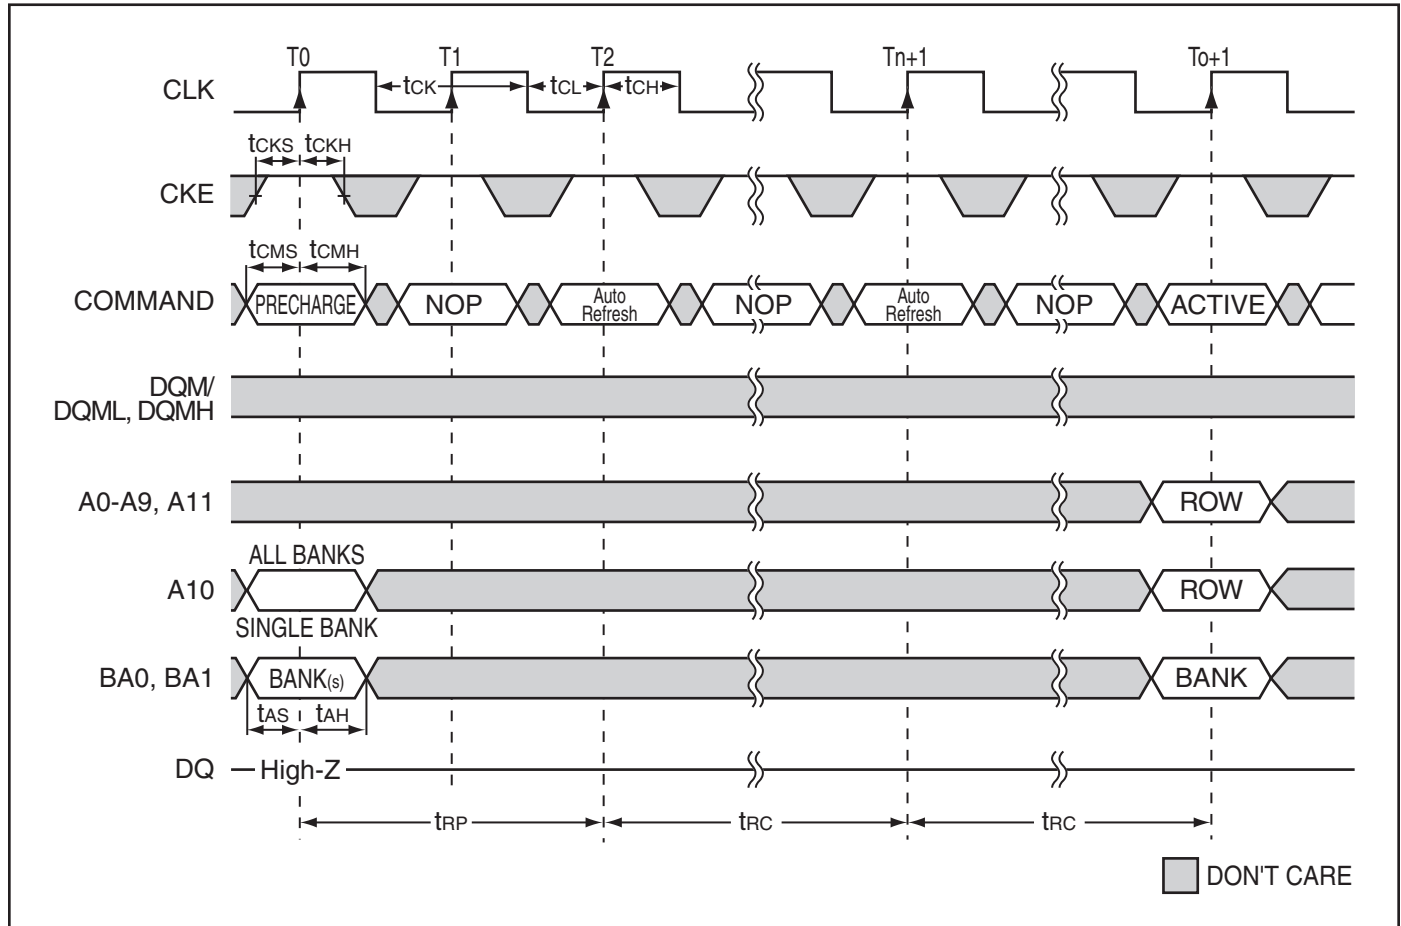 T0 T1 T2 Tn+1 To+1
CLK tCK tCL tCH
tCKS tCKH
CKE
tCMS tCMH
COMMAND PRECHARGE NOP Auto Refresh NOP Auto Refresh NOP ACTIVE
DQM/
DQML, DQMH
A0-A9, A11 ROW
ALL BANKS
A10 ROW
SINGLE BANK
BA0, BA1 BANK(s) BANK
tAS tAH
DQ High-Z
tRP tRC tRC
DON'T CARE